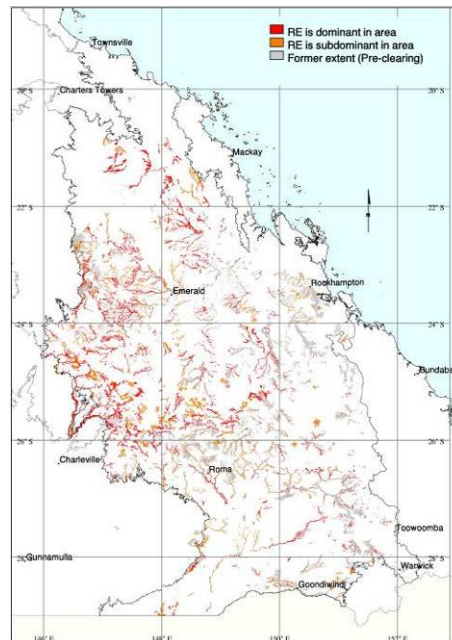 RE is dominant in area
RE is subdominant in area
Former extent (Pre-clearing)
Townsville
Charters Towers
20° S
20° S
Mackay
22° S
22° S
Emerald
Rockhampton
24° S
24° S
Bundab
26° S
26° S
Charleville
Roma
Toowoomba
Gunnamulla
28° S
28° S
Warwick
Goondiwindi